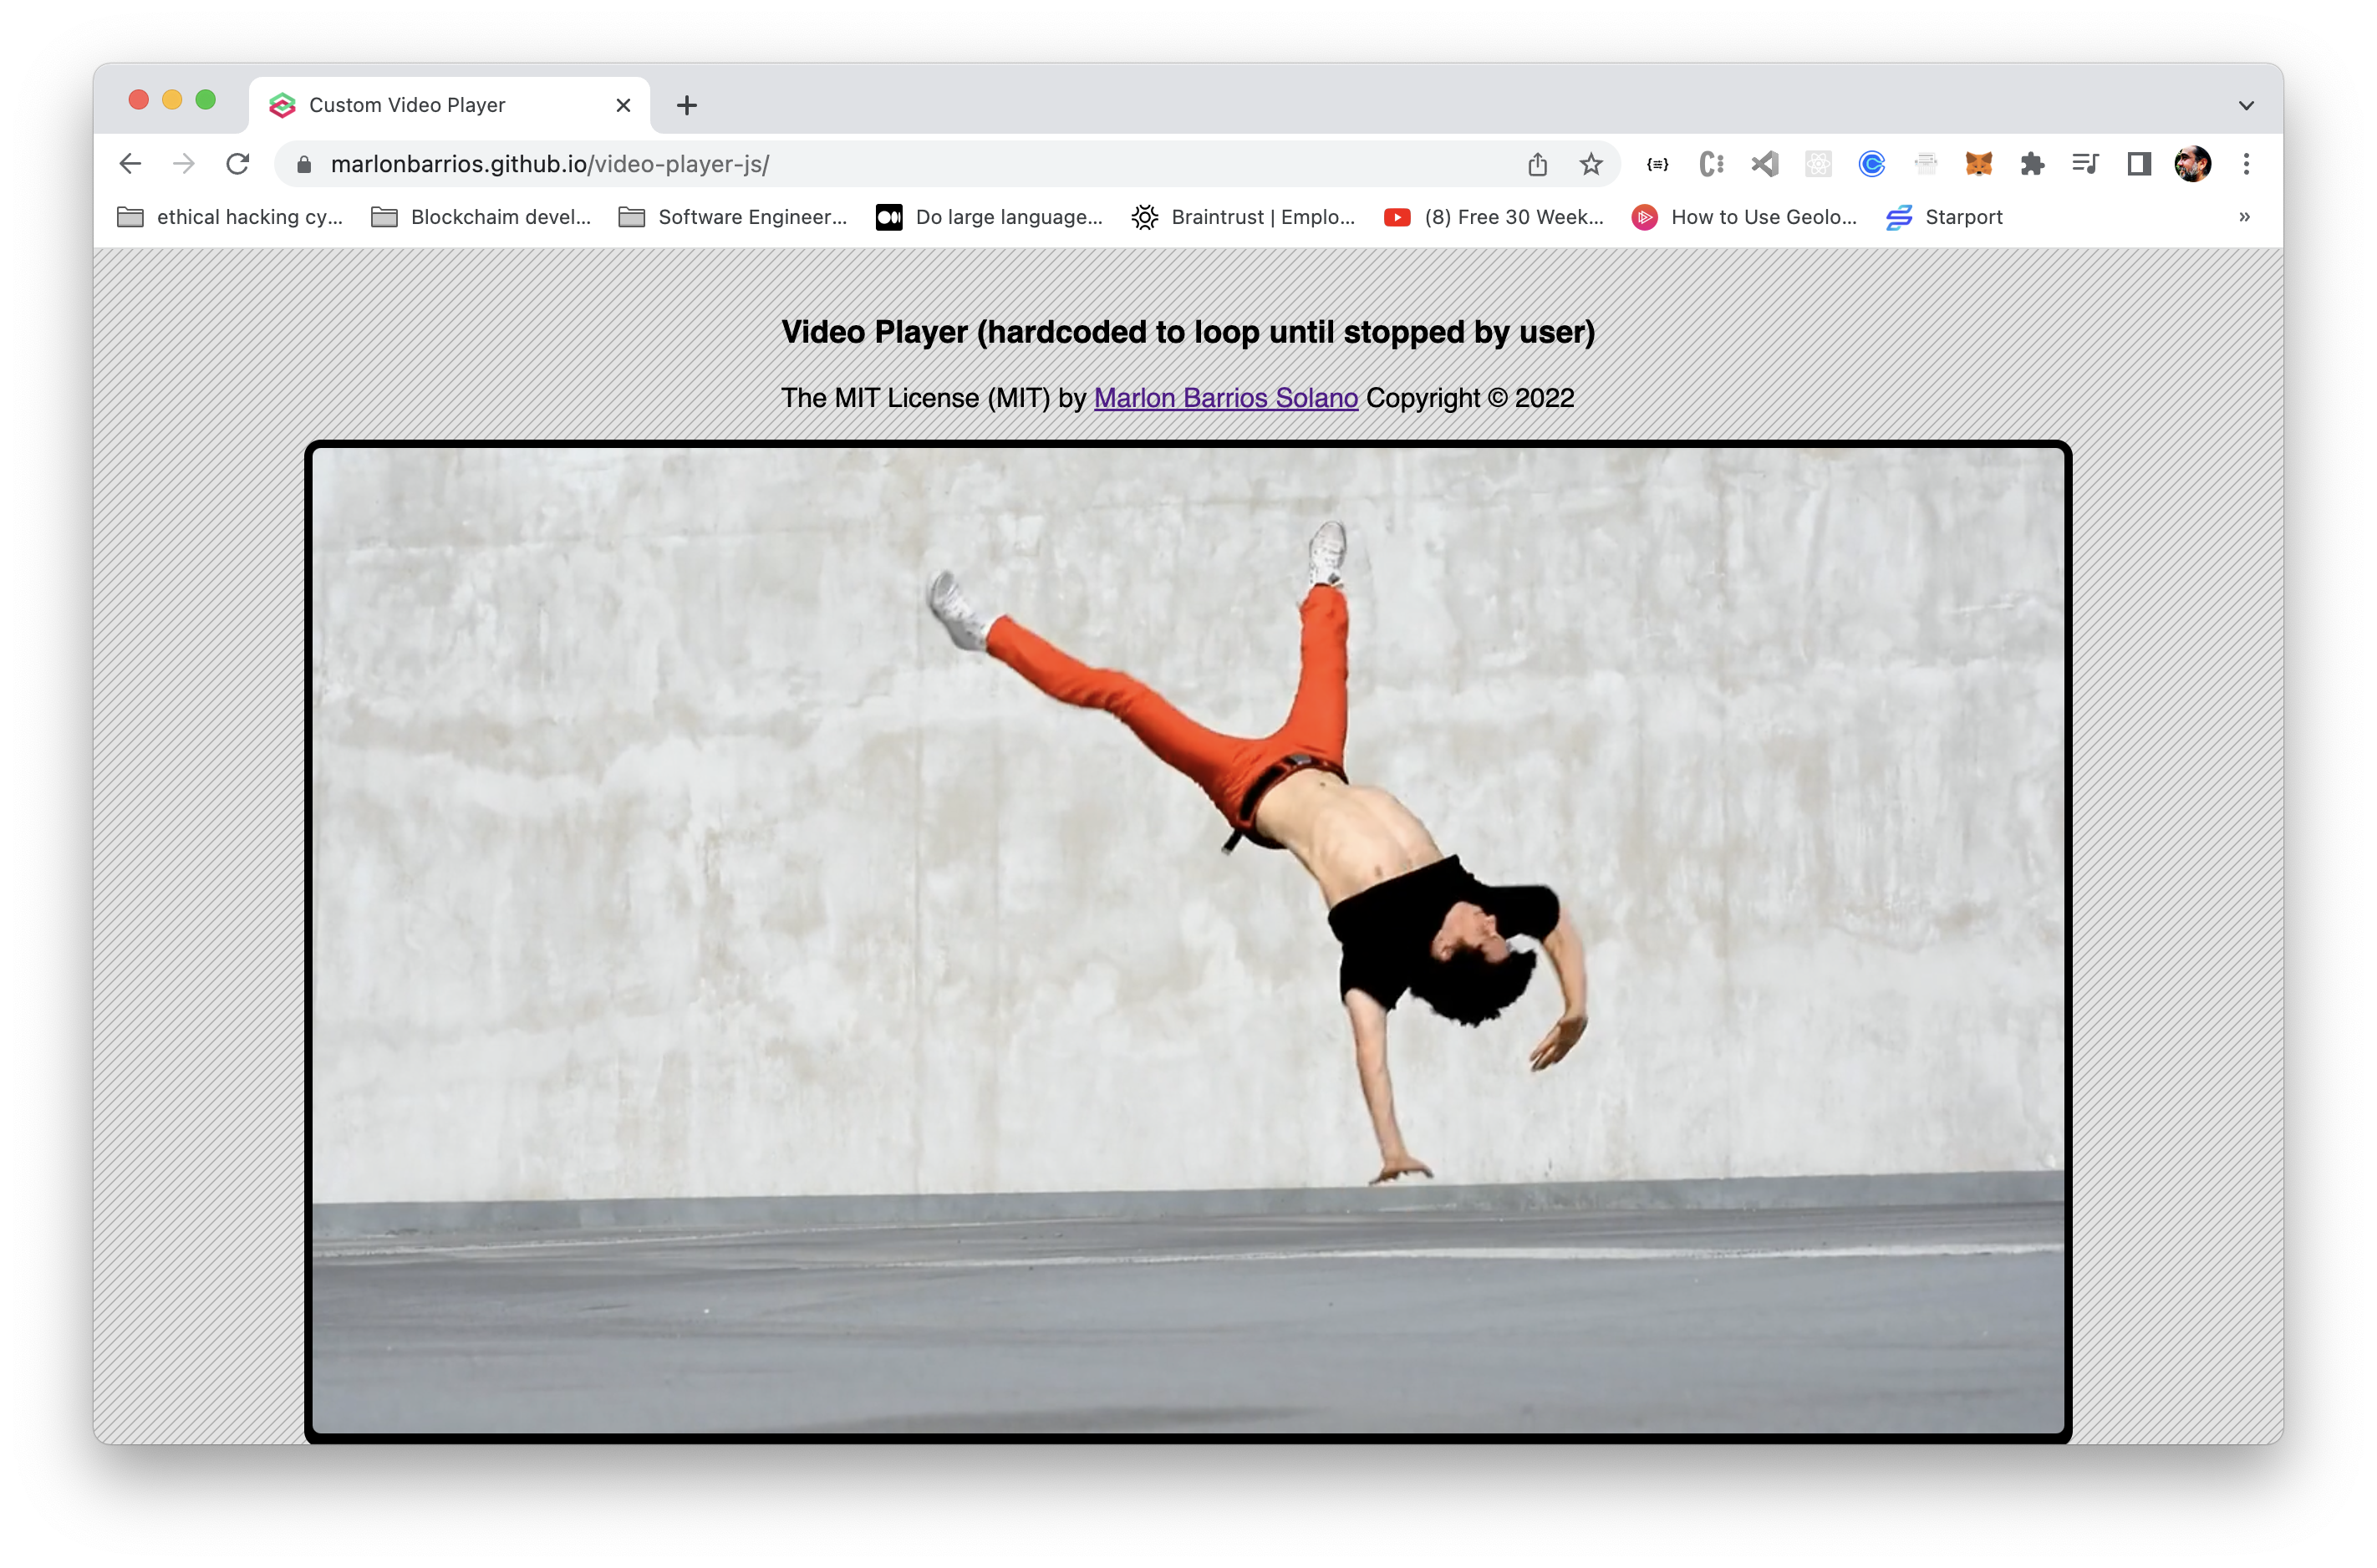 Custom Video Player
marlonbarrios.github.io/video-player-js/
ethical hacking cy... Blockchaim devel... Software Engineer... Do large language... Braintrust | Emplo... (8) Free 30 Week... How to Use Geolo... Starport »
Video Player (hardcoded to loop until stopped by user)
The MIT License (MIT) by Marlon Barrios Solano Copyright © 2022